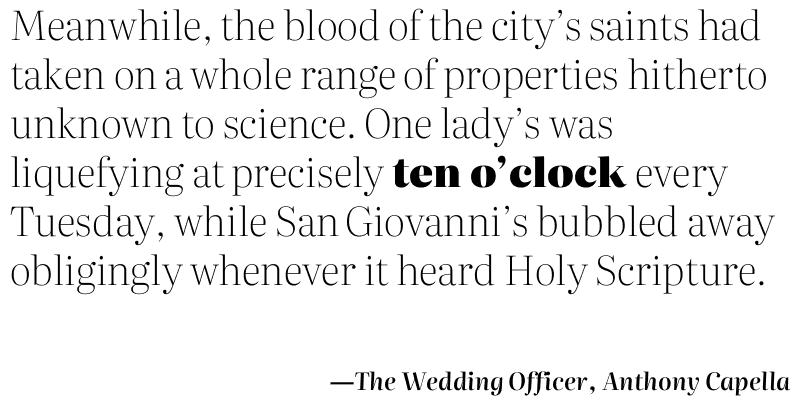 Meanwhile, the blood of the city’s saints had
taken on a whole range of properties hitherto
unknown to science. One lady’s was
liquefying at precisely ten o’clock every
Tuesday, while San Giovanni’s bubbled away
obligingly whenever it heard Holy Scripture.
—The Wedding Officer, Anthony Capella